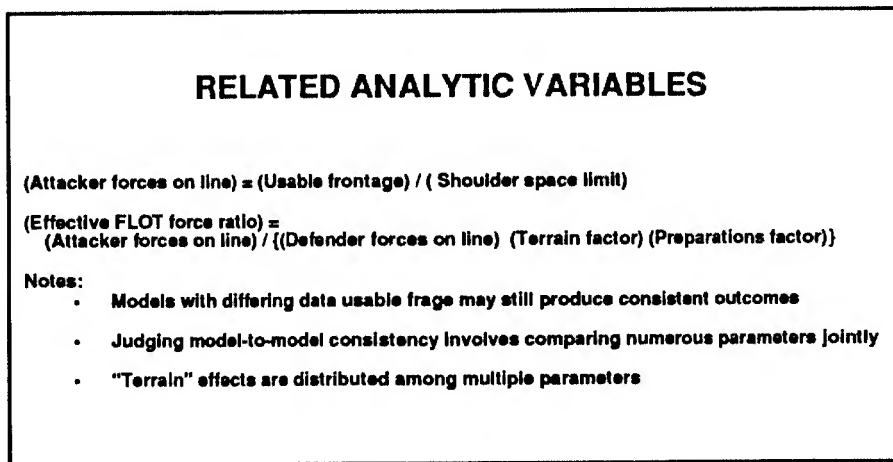 RELATED ANALYTIC VARIABLES
(Attacker forces on line) = (Usable frontage) / ( Shoulder space limit)
(Effective FLOT force ratio) =
(Attacker forces on line) / {(Defender forces on line) (Terrain factor) (Preparations factor)}
Notes:
• Models with differing data usable frage may still produce consistent outcomes
• Judging model-to-model consistency involves comparing numerous parameters jointly
• "Terrain" effects are distributed among multiple parameters